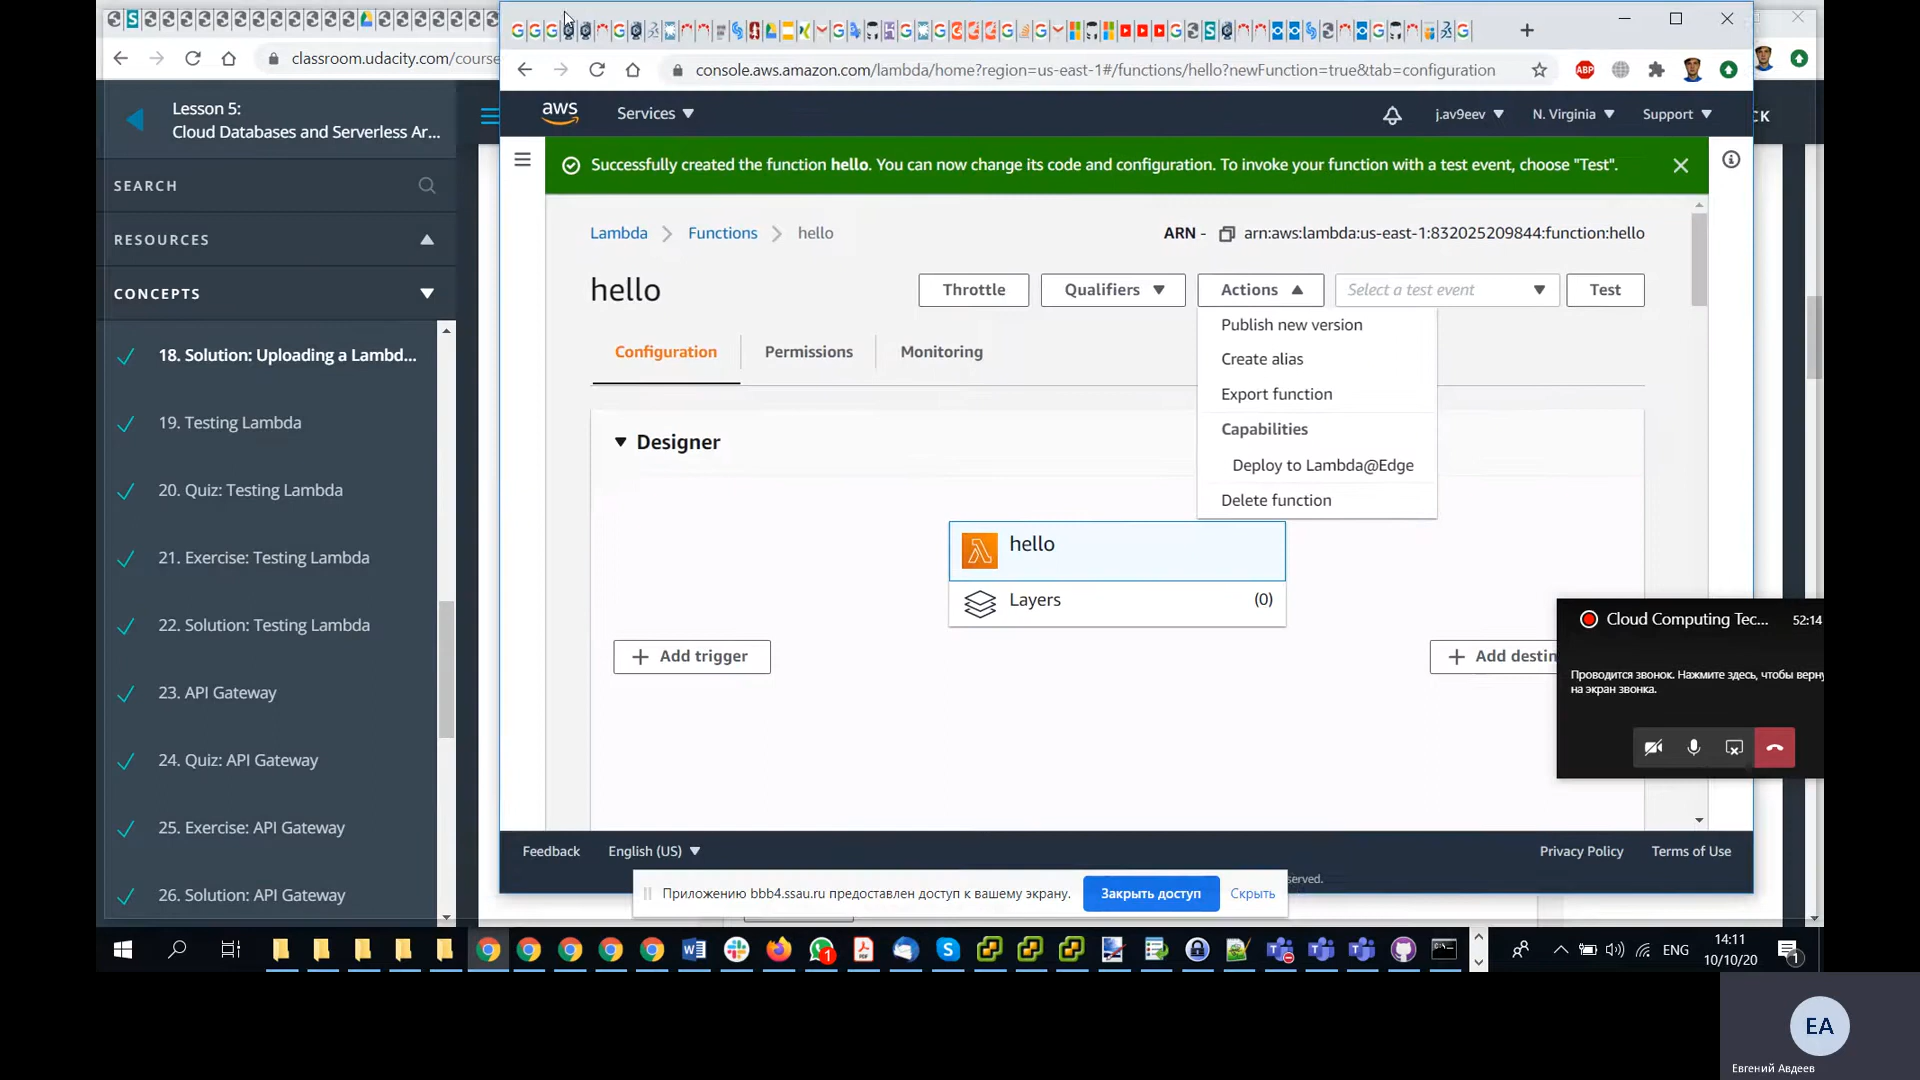 classroom.udacity.com/course
Lesson 5:
Cloud Databases and Serverless Ar...
SEARCH
RESOURCES
CONCEPTS
18. Solution: Uploading a Lambd...
19. Testing Lambda
20. Quiz: Testing Lambda
21. Exercise: Testing Lambda
22. Solution: Testing Lambda
23. API Gateway
24. Quiz: API Gateway
25. Exercise: API Gateway
26. Solution: API Gateway
console.aws.amazon.com/lambda/home?region=us-east-1#/functions/hello?newFunction=true&tab=configuration
ABP
aws
Services
j.av9eev
N. Virginia
Support
CK
Successfully created the function hello. You can now change its code and configuration. To invoke your function with a test event, choose "Test".
Lambda
Functions
hello
ARN - arn:aws:lambda:us-east-1:832025209844:function:hello
hello
Throttle
Qualifiers
Actions
Select a test event
Test
Publish new version
Create alias
Export function
Capabilities
Deploy to Lambda@Edge
Delete function
Configuration
Permissions
Monitoring
Designer
hello
Layers
(0)
Add trigger
Add destin
Cloud Computing Tec...
52:14
Проводится звонок. Нажмите здесь, чтобы верну
на экран звонка.
Feedback
English (US)
Privacy Policy
Terms of Use
served.
Приложению bbb4.ssau.ru предоставлен доступ к вашему экрану.
Закрыть доступ
Скрыть
ENG
14:11
10/10/20
1
1
EA
Евгений Авдеев